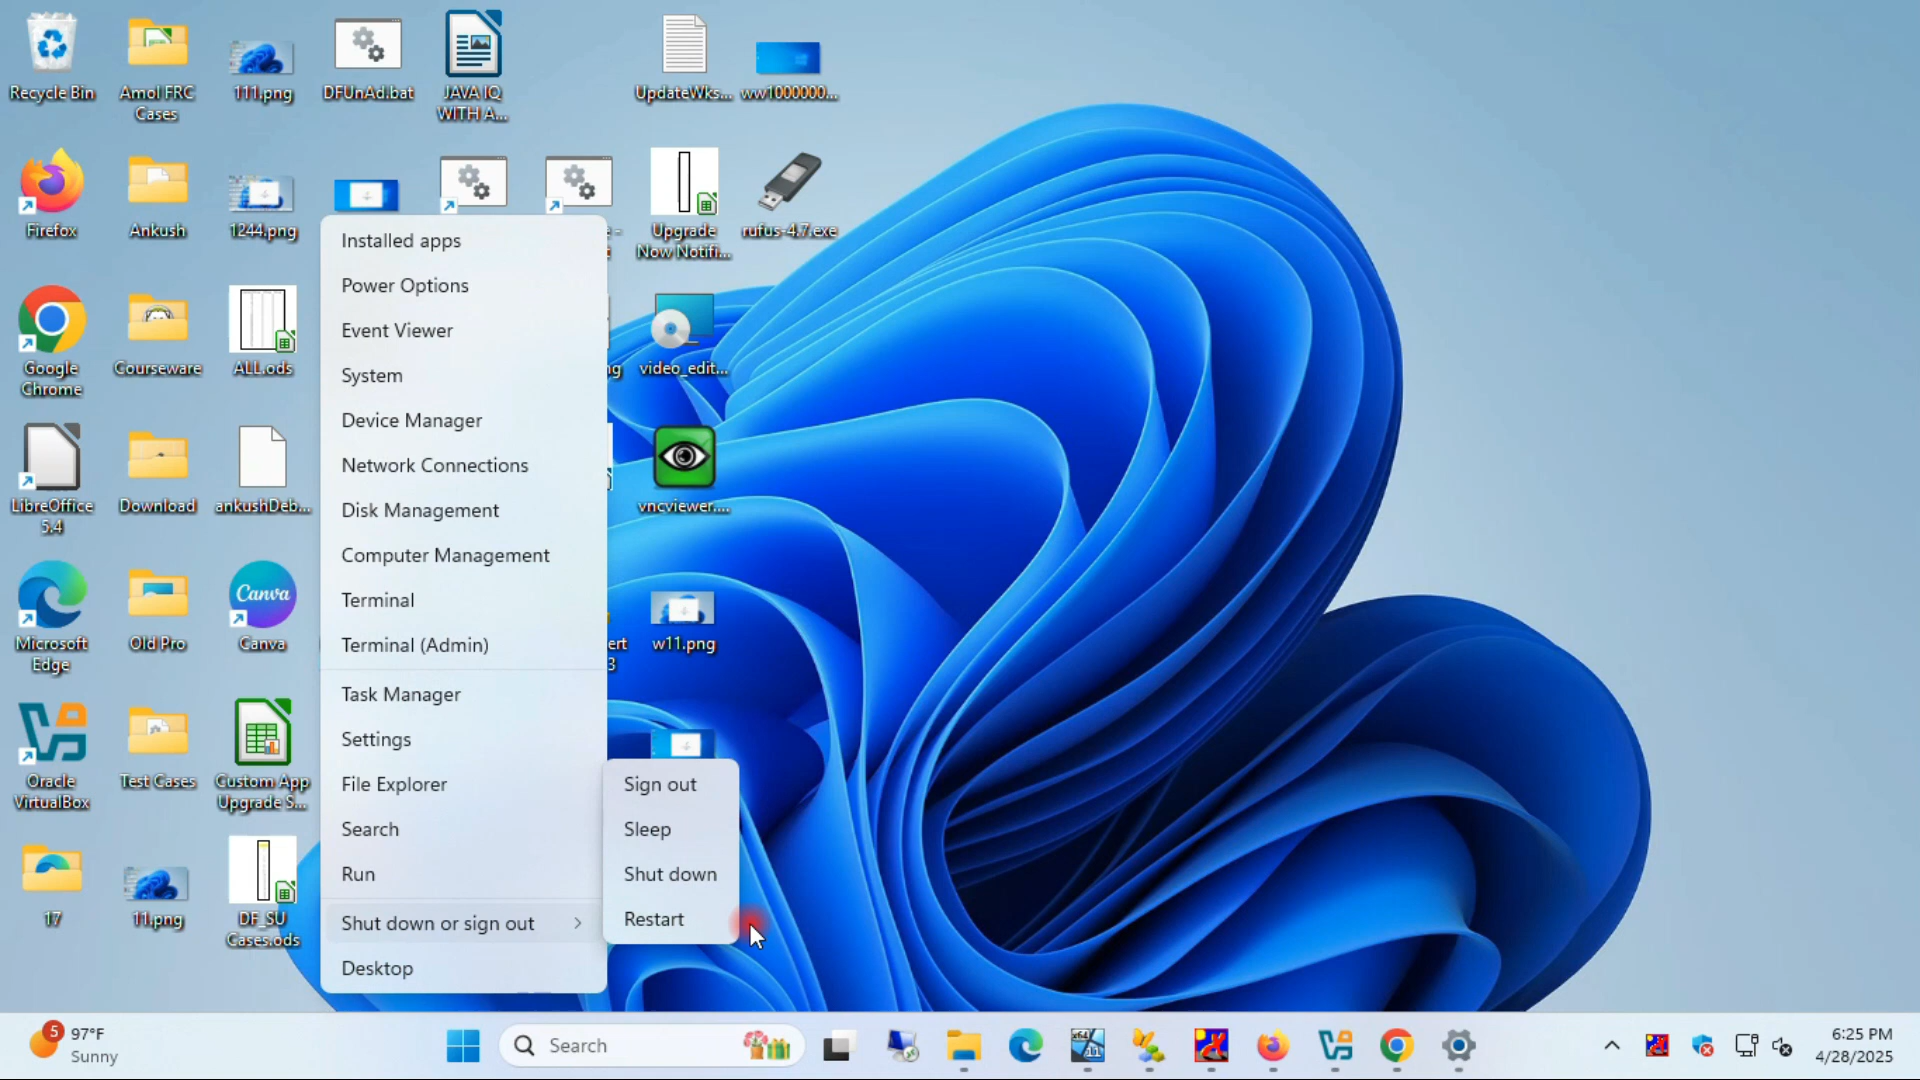 Recycle Bin
Amol FRC
Cases
111.png
DFUnAd.bat
JAVA IQ
WITH A...
UpdateWks...
ww1000000...
Firefox
Ankush
1244.png
Upgrade
Now Notifi...
rufus-4.7.exe
Google
Chrome
Courseware
ALL.ods
video_edit...
LibreOffice
5.4
Download
ankushDeb...
vncviewer....
Microsoft
Edge
Old Pro
Canva
Canva
w11.png
Oracle
VirtualBox
Test Cases
Custom App
Upgrade S...
17
11.png
DF_SU
Cases.ods
Installed apps
Power Options
Event Viewer
System
Device Manager
Network Connections
Disk Management
Computer Management
Terminal
Terminal (Admin)
Task Manager
Settings
File Explorer
Search
Run
Shut down or sign out
Desktop
Sign out
Sleep
Shut down
Restart
5
97°F
Sunny
Search
x64
11
6:25 PM
4/28/2025